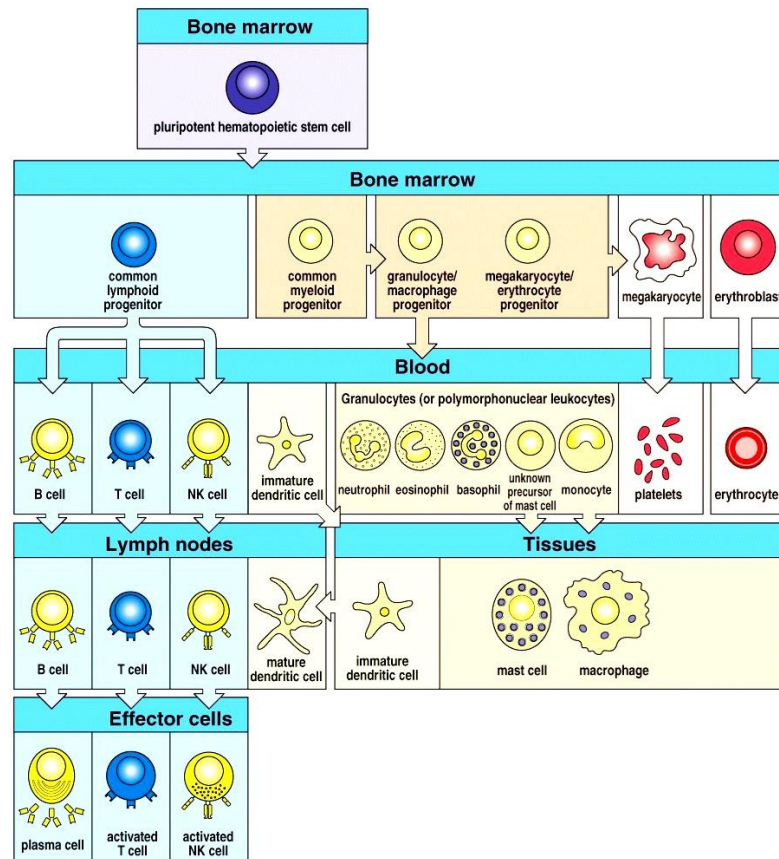 Bone marrow
pluripotent hematopoietic stem cell
Bone marrow
common
lymphoid
progenitor
common
myeloid
progenitor
granulocyte/
macrophage
progenitor
megakaryocyte/
erythrocyte
progenitor
megakaryocyte
erythroblast
Blood
B cell
T cell
NK cell
immature
dendritic cell
Granulocytes (or polymorphonuclear leukocytes)
neutrophil
eosinophil
basophil
unknown
precursor
of mast cell
monocyte
platelets
erythrocyte
Lymph nodes
B cell
T cell
NK cell
mature
dendritic cell
Tissues
immature
dendritic cell
mast cell
macrophage
Effector cells
plasma cell
activated
T cell
activated
NK cell